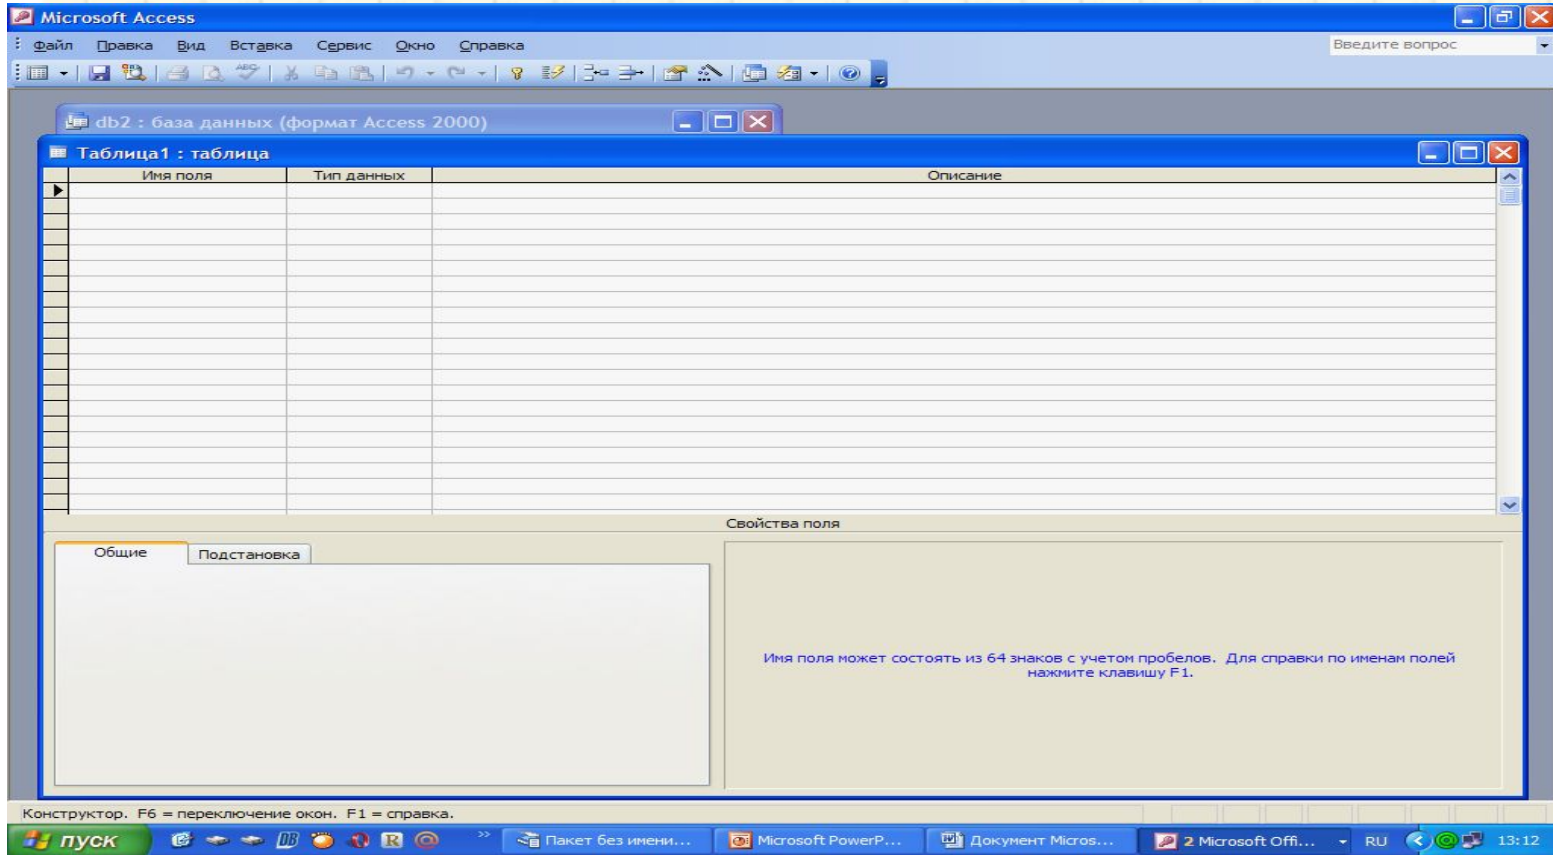 Microsoft Access
Файл Правка Вид Вставка Сервис Окно Справка Введите вопрос
ABC
db2 : база данных (формат Access 2000)
Таблица1 : таблица
Имя поля Тип данных Описание
Свойства поля
Общие Подстановка
Имя поля может состоять из 64 знаков с учетом пробелов. Для справки по именам полей
нажмите клавишу F1.
Конструктор. F6 = переключение окон. F1 = справка.
пуск DB R @ » Пакет без имени... Microsoft PowerP... Документ Micros... 2 Microsoft Offi... RU 13:12